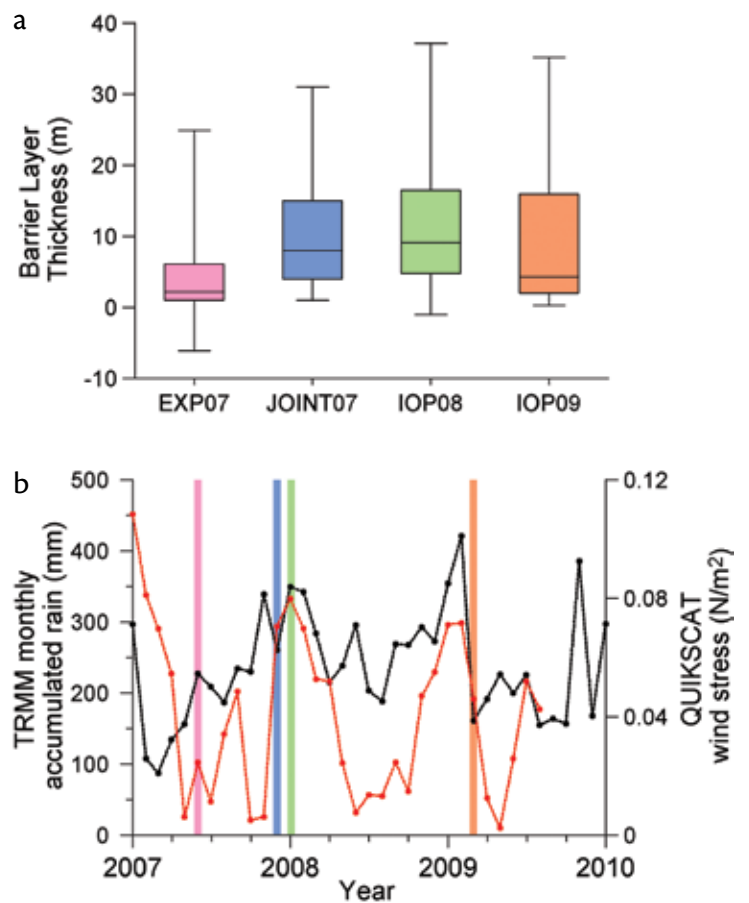 a
40
30
20
10
0
-10
Barrier Layer
Thickness (m)
EXP07 JOINT07 IOP08 IOP09
b
500
400
300
200
100
0
TRMM monthly
accumulated rain (mm)
0.12
0.08
0.04
0
QUIKSCAT
wind stress (N/m²)
2007 2008 2009 2010
Year